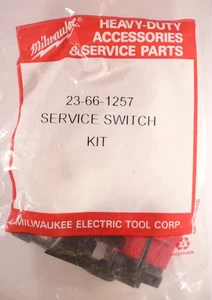 Milwaukee
HEAVY-DUTY
ACCESSORIES
& SERVICE PARTS
23-66-1257
SERVICE SWITCH
KIT
MILWAUKEE ELECTRIC TOOL CORP.